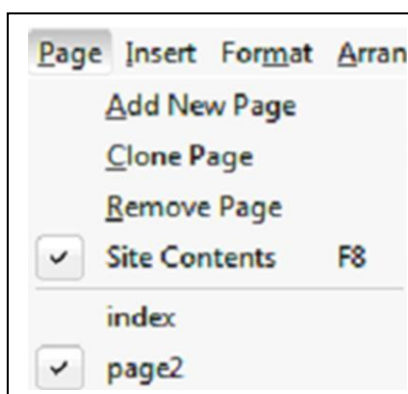 Page Insert Format Arran
Add New Page
Clone Page
Remove Page
Site Contents F8
index
page2